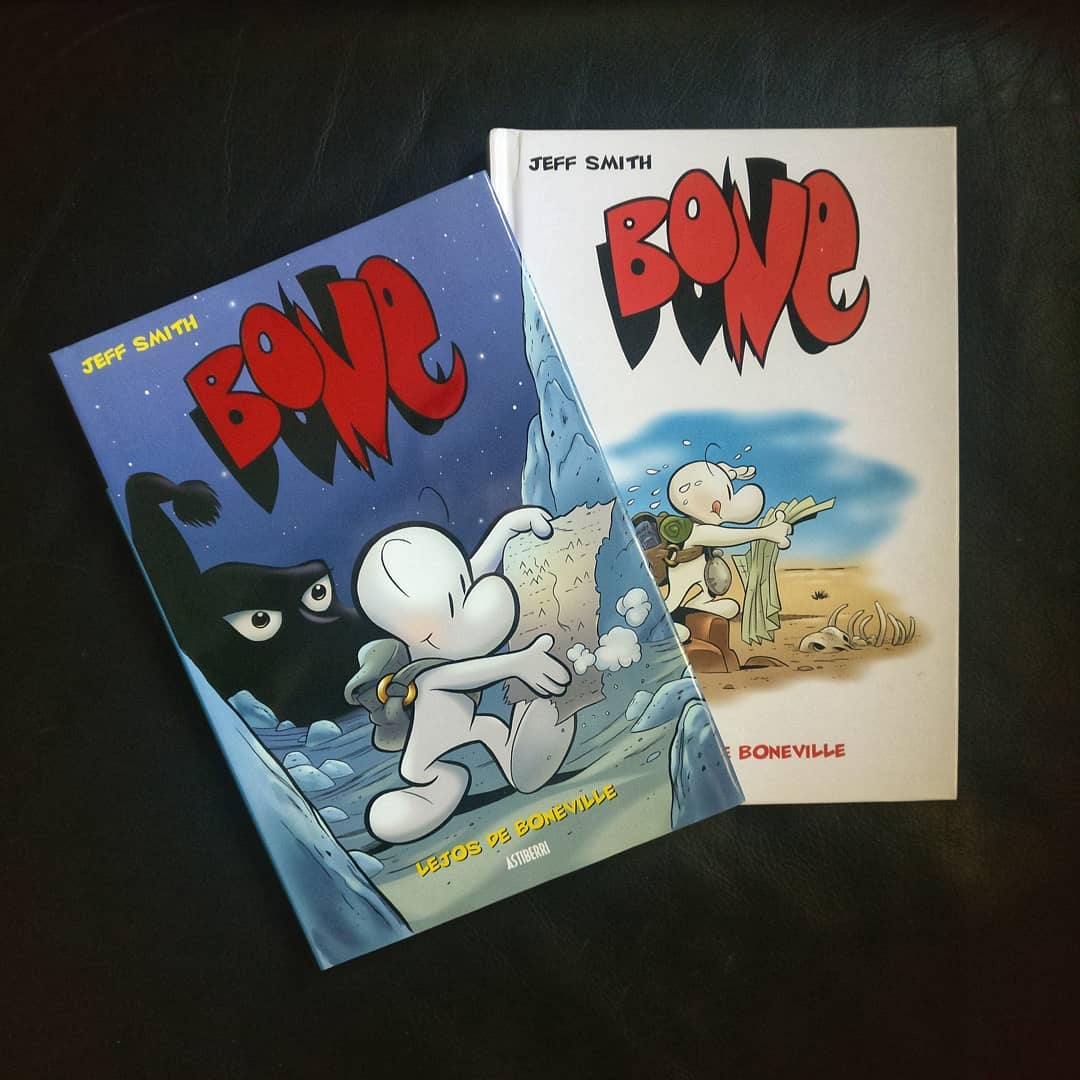 JEFF SMITH
BONE
LEJOS DE BONEVILLE
ASTIBERRI
JEFF SMITH
BONE
BONEVILLE